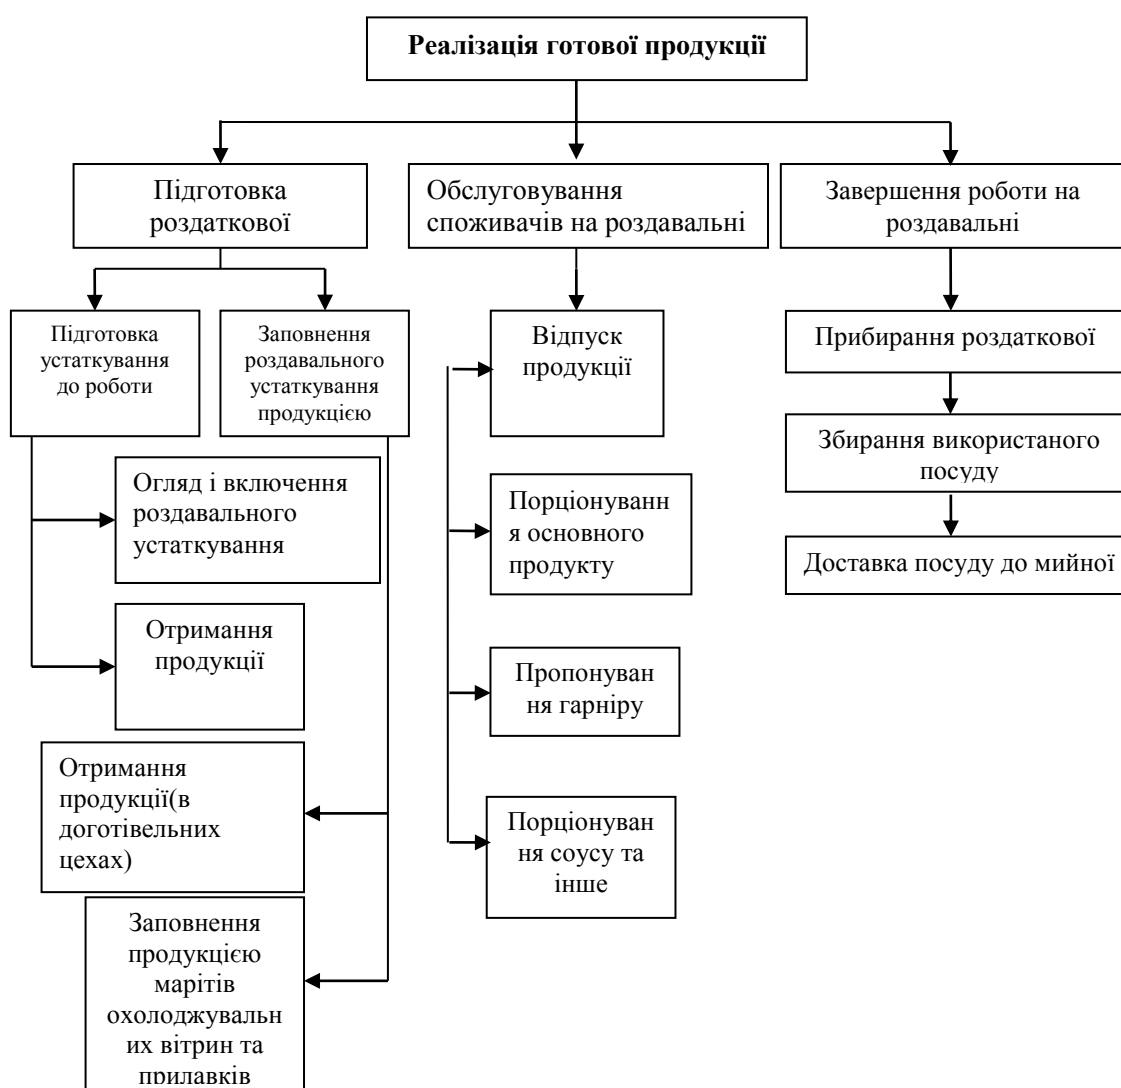 Реалізація готової продукції
Підготовка
роздаткової
Обслуговування
споживачів на роздавальні
Завершення роботи на
роздавальні
Підготовка
устаткування
до роботи
Заповнення
роздавального
устаткування
продукцією
Відпуск
продукції
Прибирання роздаткової
Збирання використаного
посуду
Огляд і включення
роздавального
устаткування
Порціонуванн
я основного
продукту
Доставка посуду до мийної
Отримання
продукції
Пропонуван
ня гарніру
Отримання
продукції(в
доготівельних
цехах)
Порціонуван
ня соусу та
інше
Заповнення
продукцією
марітів
охолоджувальн
их вітрин та
прилавків